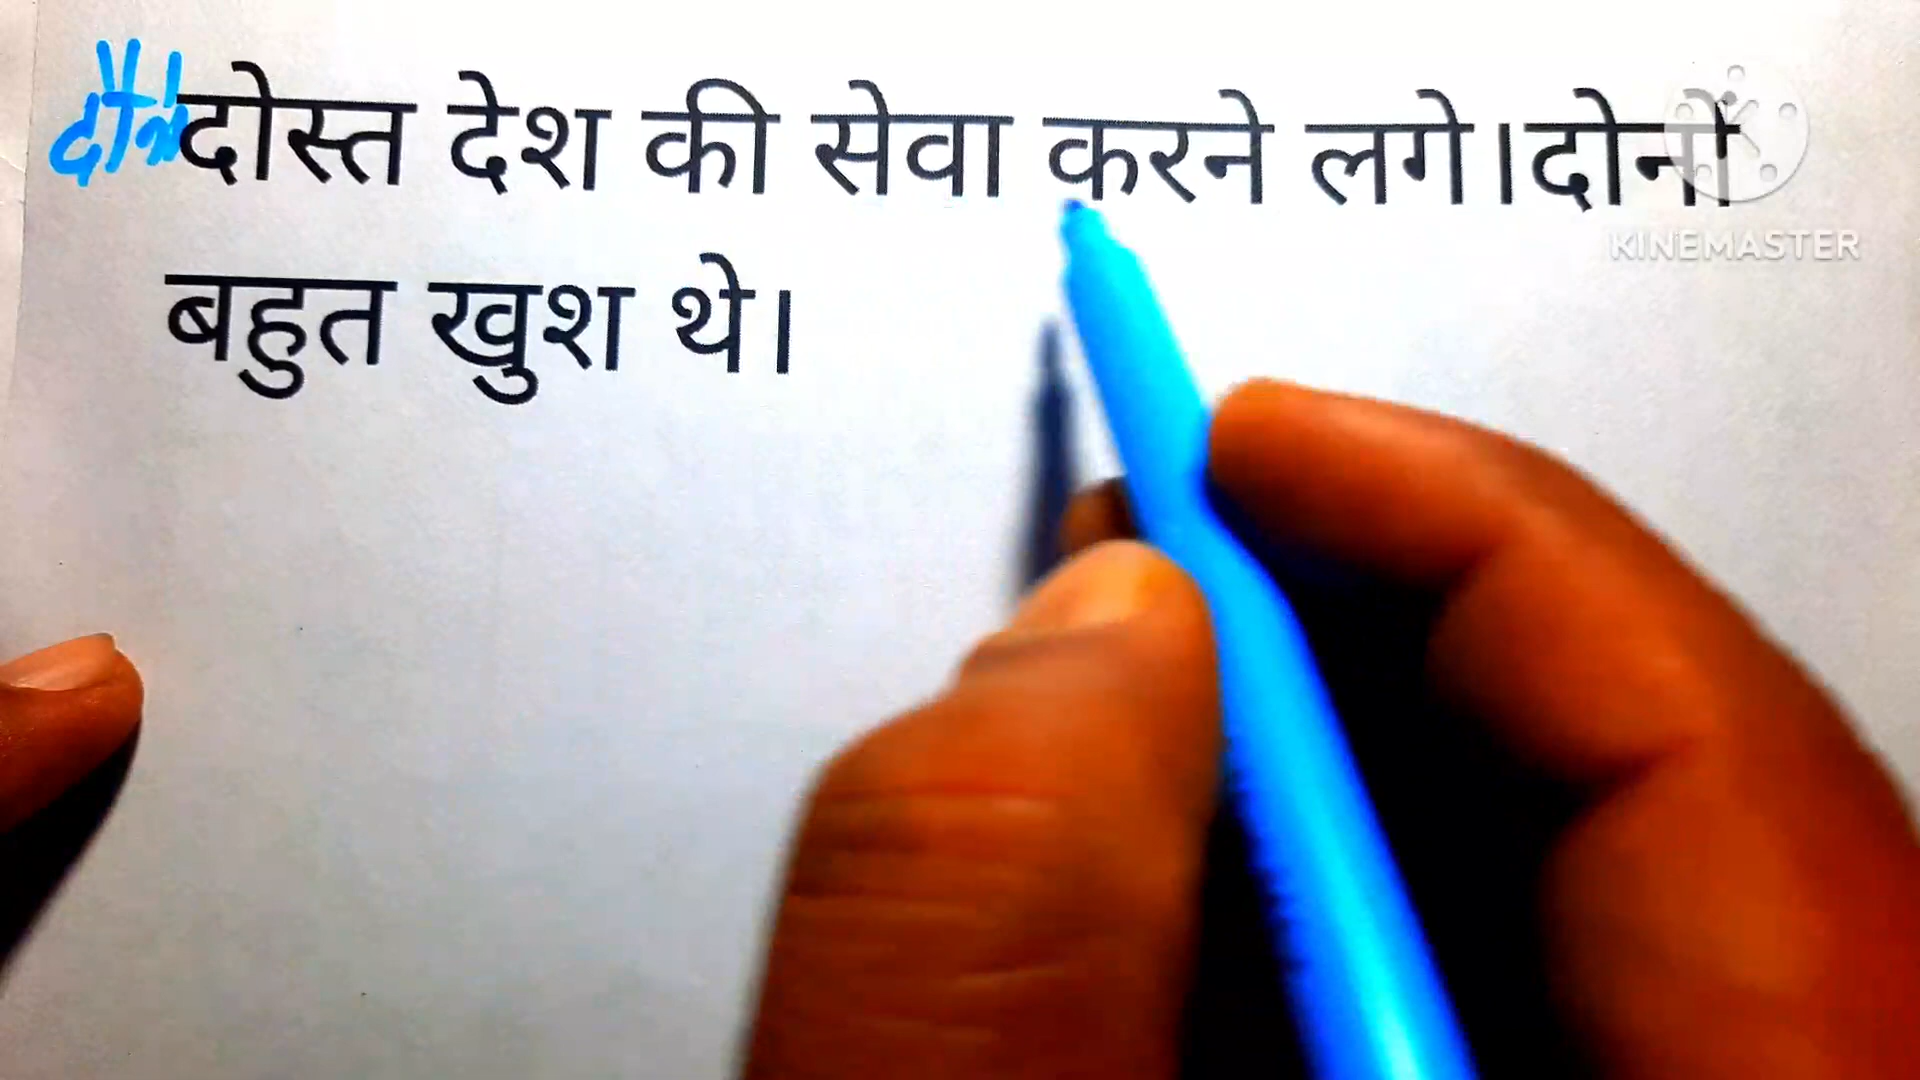 दोनों दोस्त देश की सेवा करने लगे।दोनों
बहुत खुश थे।
KINEMASTER